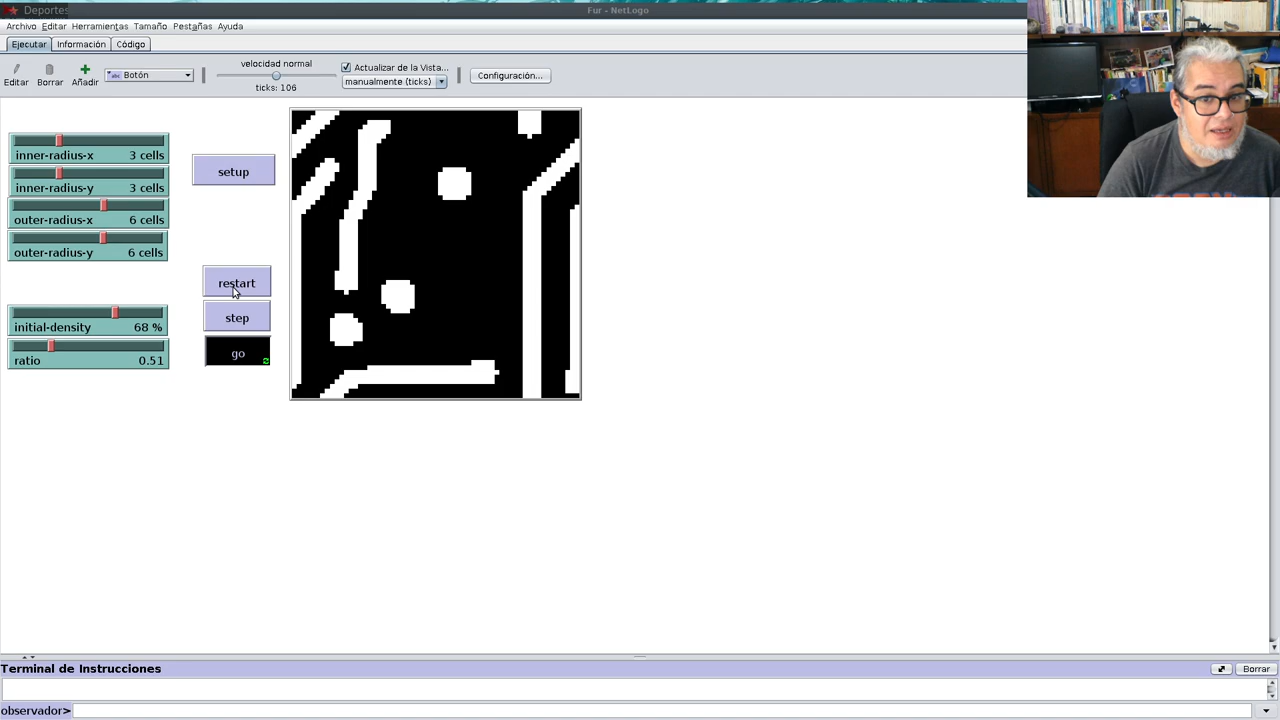 Deportes
Fur - NetLogo
Archivo Editar Herramientas Tamaño Pestañas Ayuda
Ejecutar Información Código
Editar Borrar Añadir
abc Botón
velocidad normal
ticks: 106
Actualizar de la Vista...
manualmente (ticks)
Configuración...
inner-radius-x 3 cells
inner-radius-y 3 cells
outer-radius-x 6 cells
outer-radius-y 6 cells
initial-density 68 %
ratio 0.51
setup
restart
step
go
Terminal de Instrucciones
Borrar
observador>